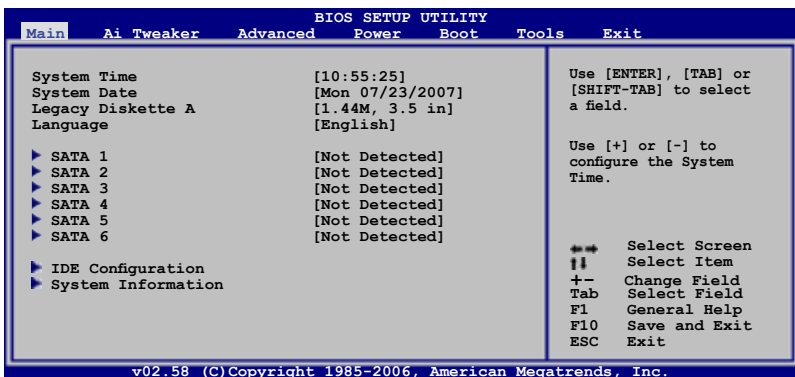 BIOS SETUP UTILITY
Main Ai Tweaker Advanced Power Boot Tools Exit
System Time [10:55:25]
System Date [Mon 07/23/2007]
Legacy Diskette A [1.44M, 3.5 in]
Language [English]
SATA 1 [Not Detected]
SATA 2 [Not Detected]
SATA 3 [Not Detected]
SATA 4 [Not Detected]
SATA 5 [Not Detected]
SATA 6 [Not Detected]
IDE Configuration
System Information
Use [ENTER], [TAB] or
[SHIFT-TAB] to select
a field.
Use [+] or [-] to
configure the System
Time.
←→ Select Screen
↑↓ Select Item
+- Change Field
Tab Select Field
F1 General Help
F10 Save and Exit
ESC Exit
v02.58 (C)Copyright 1985-2006, American Megatrends, Inc.